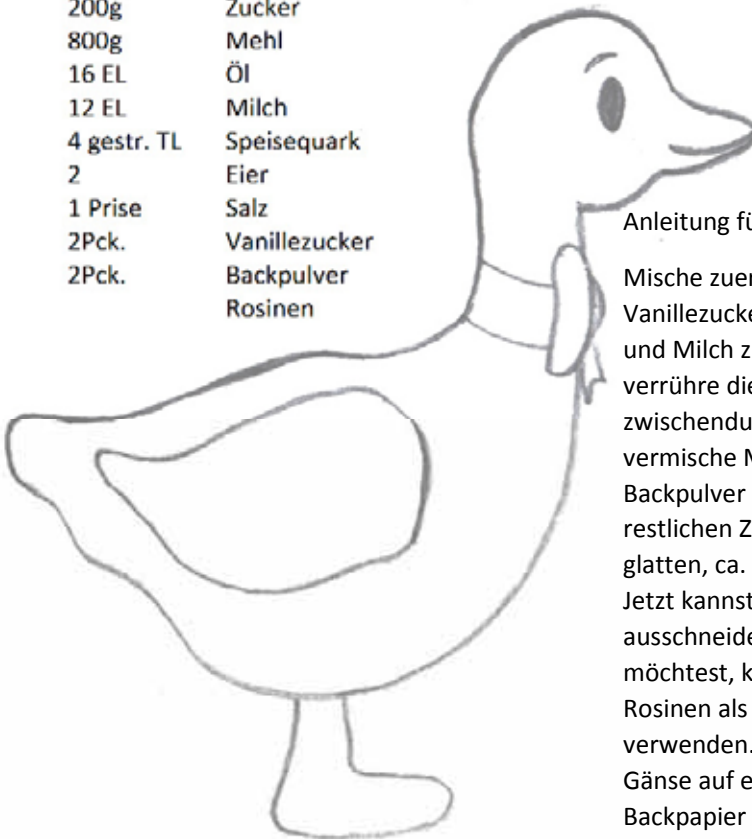 200g Zucker
800g Mehl
16 EL Öl
12 EL Milch
4 gestr. TL Speisequark
2 Eier
1 Prise Salz
2Pck. Vanillezucker
2Pck. Backpulver
Rosinen
Anleitung fü
Mische zuer
Vanillezucke
und Milch z
verrühre die
zwischendu
vermische M
Backpulver
restlichen Z
glatten, ca.
Jetzt kannst
ausschneide
möchtest, k
Rosinen als
verwenden.
Gänse auf e
Backpapier